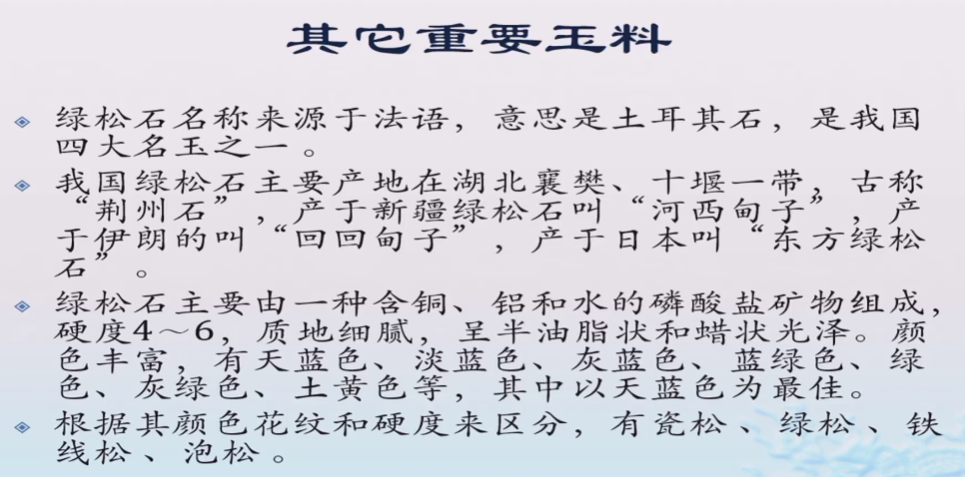 其它重要玉料
绿松石名称来源于法语，意思是土耳其石，是我国
四大名玉之一。
我国绿松石主要产地在湖北襄樊、十堰一带，古称
“荆州石”，产于新疆绿松石叫“河西甸子”，产
于伊朗的叫“回回甸子”，产于日本叫“东方绿松
石”。
绿松石主要由一种含铜、铝和水的磷酸盐矿物组成，
硬度4～6，质地细腻，呈半油脂状和蜡状光泽。颜
色丰富，有天蓝色、淡蓝色、灰蓝色、蓝绿色、绿
色、灰绿色、土黄色等，其中以天蓝色为最佳。
根据其颜色花纹和硬度来区分，有瓷松、绿松、铁
线松、泡松。